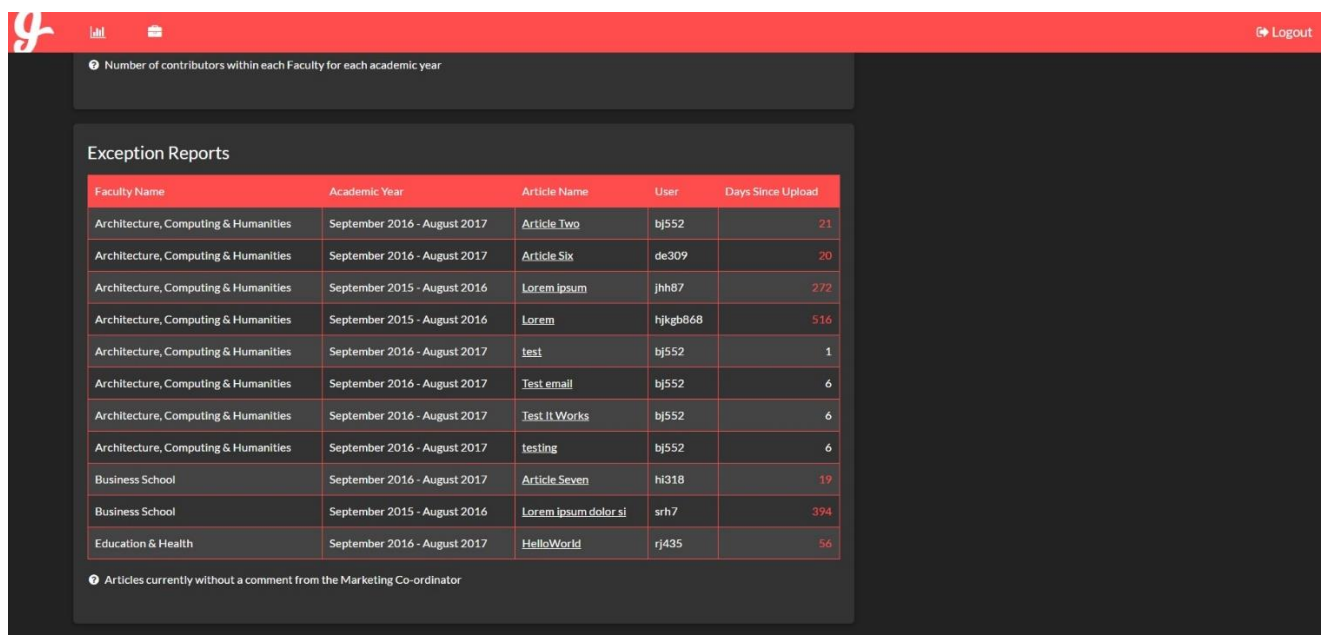 g
Logout
Number of contributors within each Faculty for each academic year
Exception Reports
Faculty Name Academic Year Article Name User Days Since Upload
Architecture, Computing & Humanities September 2016 - August 2017 Article Two bj552 21
Architecture, Computing & Humanities September 2016 - August 2017 Article Six de309 20
Architecture, Computing & Humanities September 2015 - August 2016 Lorem ipsum jhh87 272
Architecture, Computing & Humanities September 2015 - August 2016 Lorem hjkgb868 516
Architecture, Computing & Humanities September 2016 - August 2017 test bj552 1
Architecture, Computing & Humanities September 2016 - August 2017 Test email bj552 6
Architecture, Computing & Humanities September 2016 - August 2017 Test It Works bj552 6
Architecture, Computing & Humanities September 2016 - August 2017 testing bj552 6
Business School September 2016 - August 2017 Article Seven hi318 19
Business School September 2015 - August 2016 Lorem ipsum dolor si srh7 394
Education & Health September 2016 - August 2017 HelloWorld rj435 56
Articles currently without a comment from the Marketing Co-ordinator